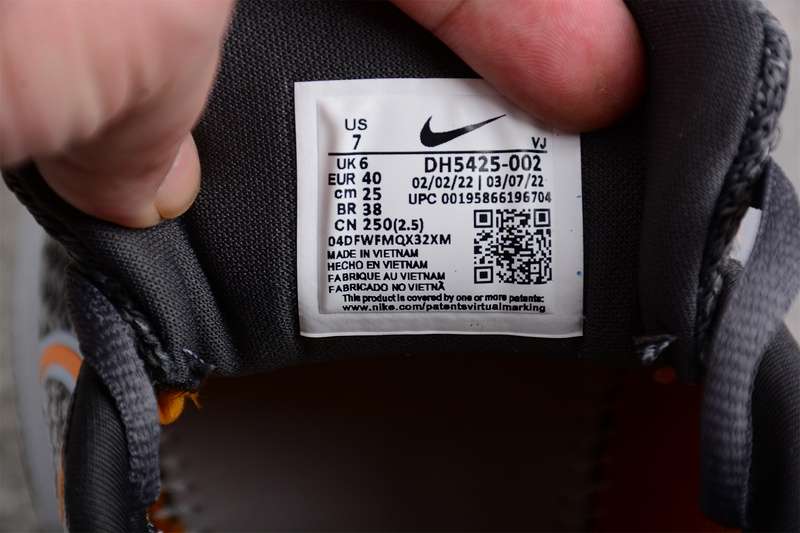 US
7
VJ
UK 6
DH5425-002
EUR 40
02/02/22 | 03/07/22
cm 25
UPC 00195866196704
BR 38
CN 250(2.5)
04DFWFMQX32XM
MADE IN VIETNAM
HECHO EN VIETNAM
FABRIQUE AU VIETNAM
FABRICADO NO VIETNÃ
This product is covered by one or more patents:
www.nike.com/patentsvirtualmarking